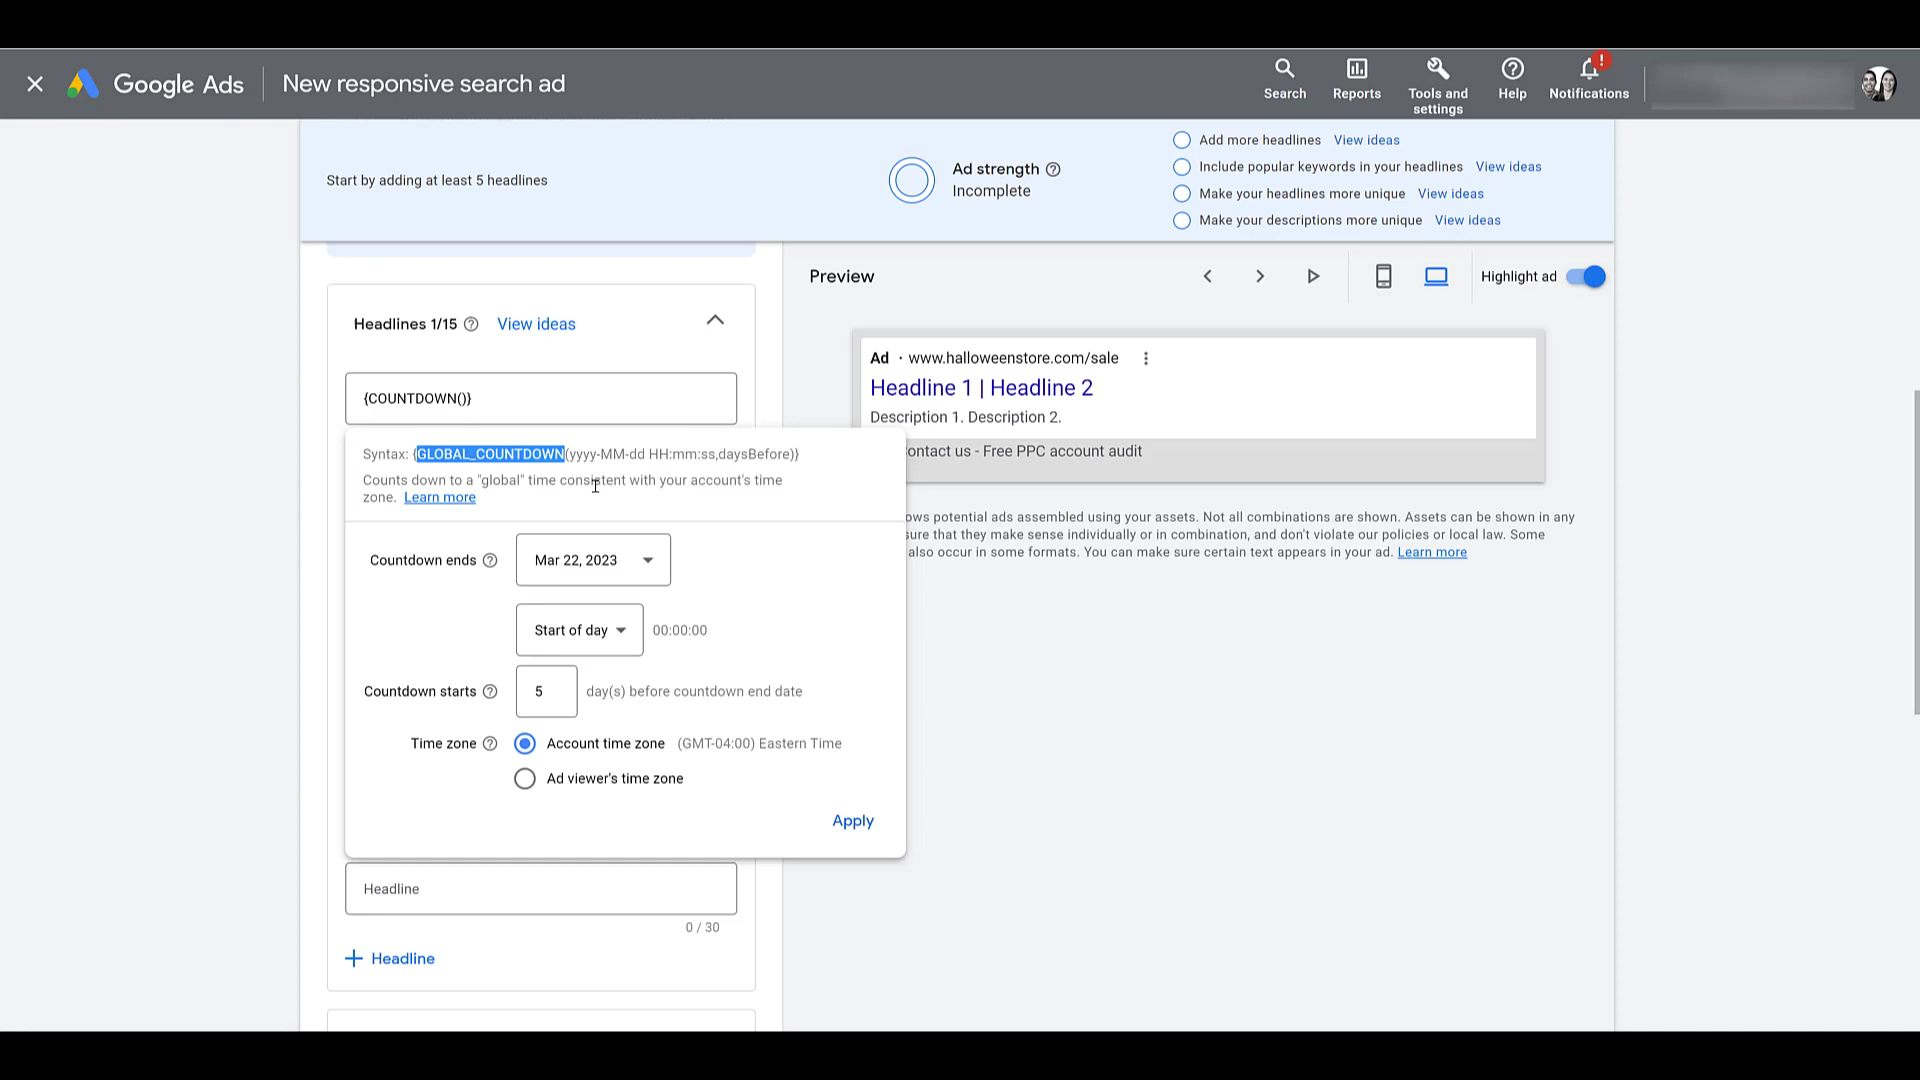 Google Ads
New responsive search ad
Search
Reports
Tools and
settings
Help
!
Notifications
Start by adding at least 5 headlines
Ad strength
Incomplete
Add more headlines View ideas
Include popular keywords in your headlines View ideas
Make your headlines more unique View ideas
Make your descriptions more unique View ideas
Headlines 1/15 View ideas
{COUNTDOWN()}
Syntax: {GLOBAL_COUNTDOWN(yyyy-MM-dd HH:mm:ss,daysBefore)}
Counts down to a "global" time consistent with your account's time
zone. Learn more
Countdown ends Mar 22, 2023
Start of day 00:00:00
Countdown starts 5 day(s) before countdown end date
Time zone Account time zone (GMT-04:00) Eastern Time
Ad viewer's time zone
Apply
Headline
0 / 30
+ Headline
Preview
Highlight ad
Ad · www.halloweenstore.com/sale
Headline 1 | Headline 2
Description 1. Description 2.
ontact us - Free PPC account audit
ows potential ads assembled using your assets. Not all combinations are shown. Assets can be shown in any
sure that they make sense individually or in combination, and don't violate our policies or local law. Some
also occur in some formats. You can make sure certain text appears in your ad. Learn more